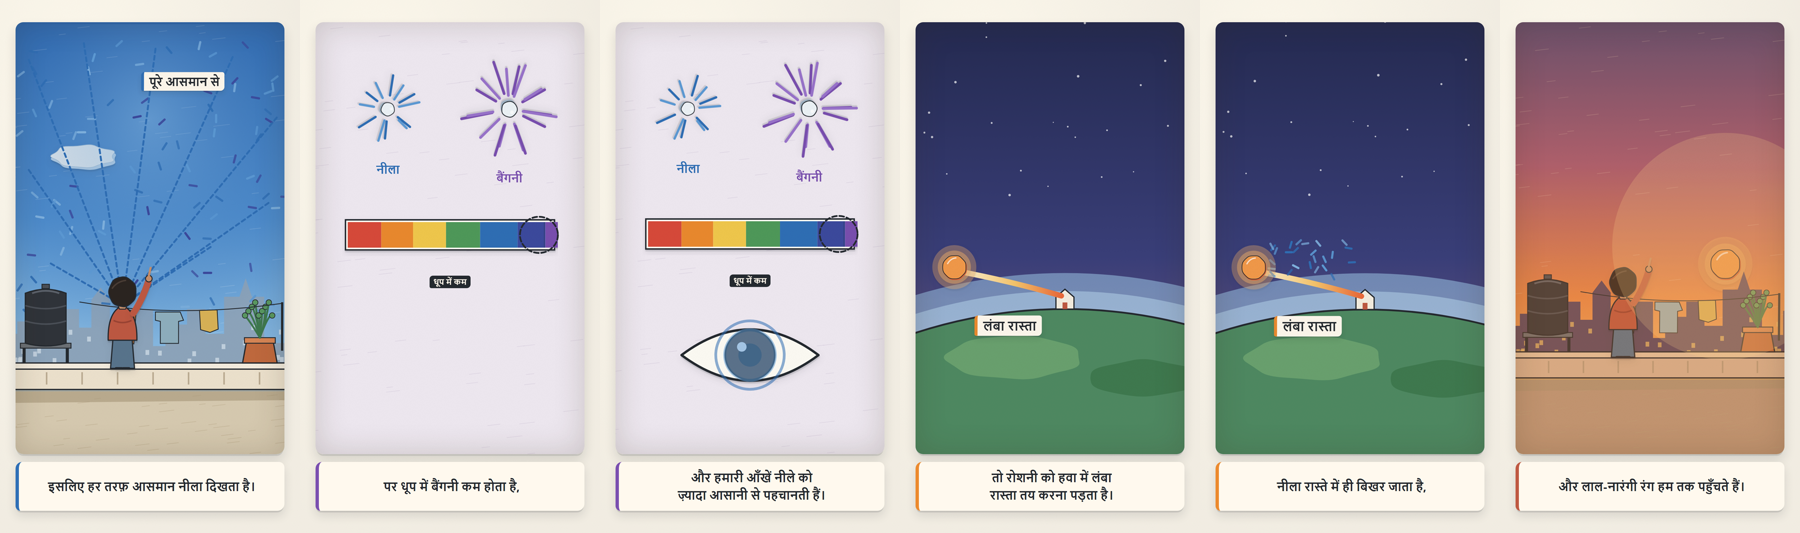 पूरे आसमान से
इसलिए हर तरफ़ आसमान नीला दिखता है।
नीला
बैंगनी
धूप में कम
पर धूप में बैंगनी कम होता है,
नीला
बैंगनी
धूप में कम
और हमारी आँखें नीले को
ज़्यादा आसानी से पहचानती हैं।
लंबा रास्ता
तो रोशनी को हवा में लंबा
रास्ता तय करना पड़ता है।
लंबा रास्ता
नीला रास्ते में ही बिखर जाता है,
और लाल-नारंगी रंग हम तक पहुँचते हैं।